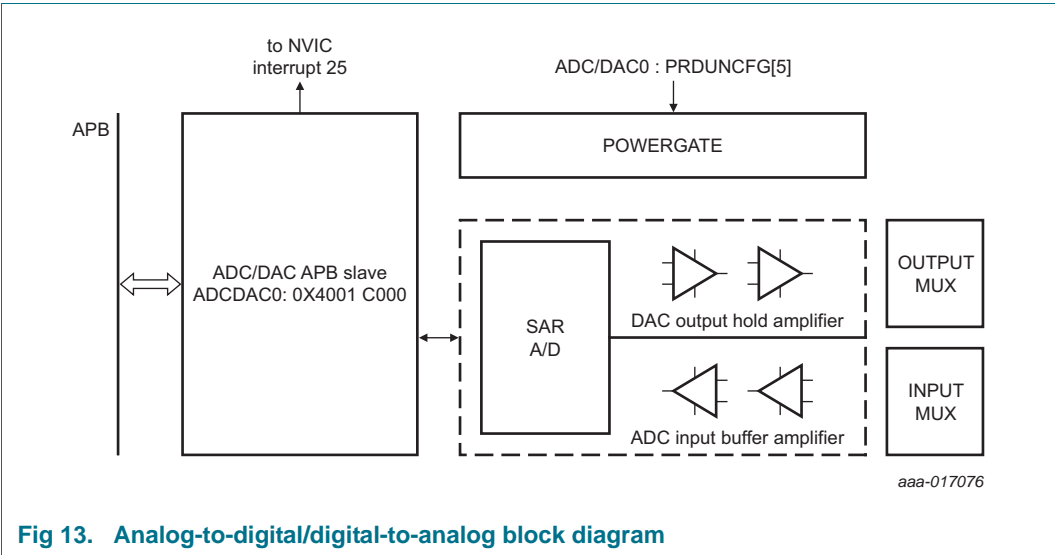 to NVIC
interrupt 25
ADC/DAC0 : PRDUNCFG[5]
APB
POWERGATE
ADC/DAC APB slave
ADCDAC0: 0X4001 C000
SAR
A/D
DAC output hold amplifier
ADC input buffer amplifier
OUTPUT
MUX
INPUT
MUX
aaa-017076
Fig 13. Analog-to-digital/digital-to-analog block diagram